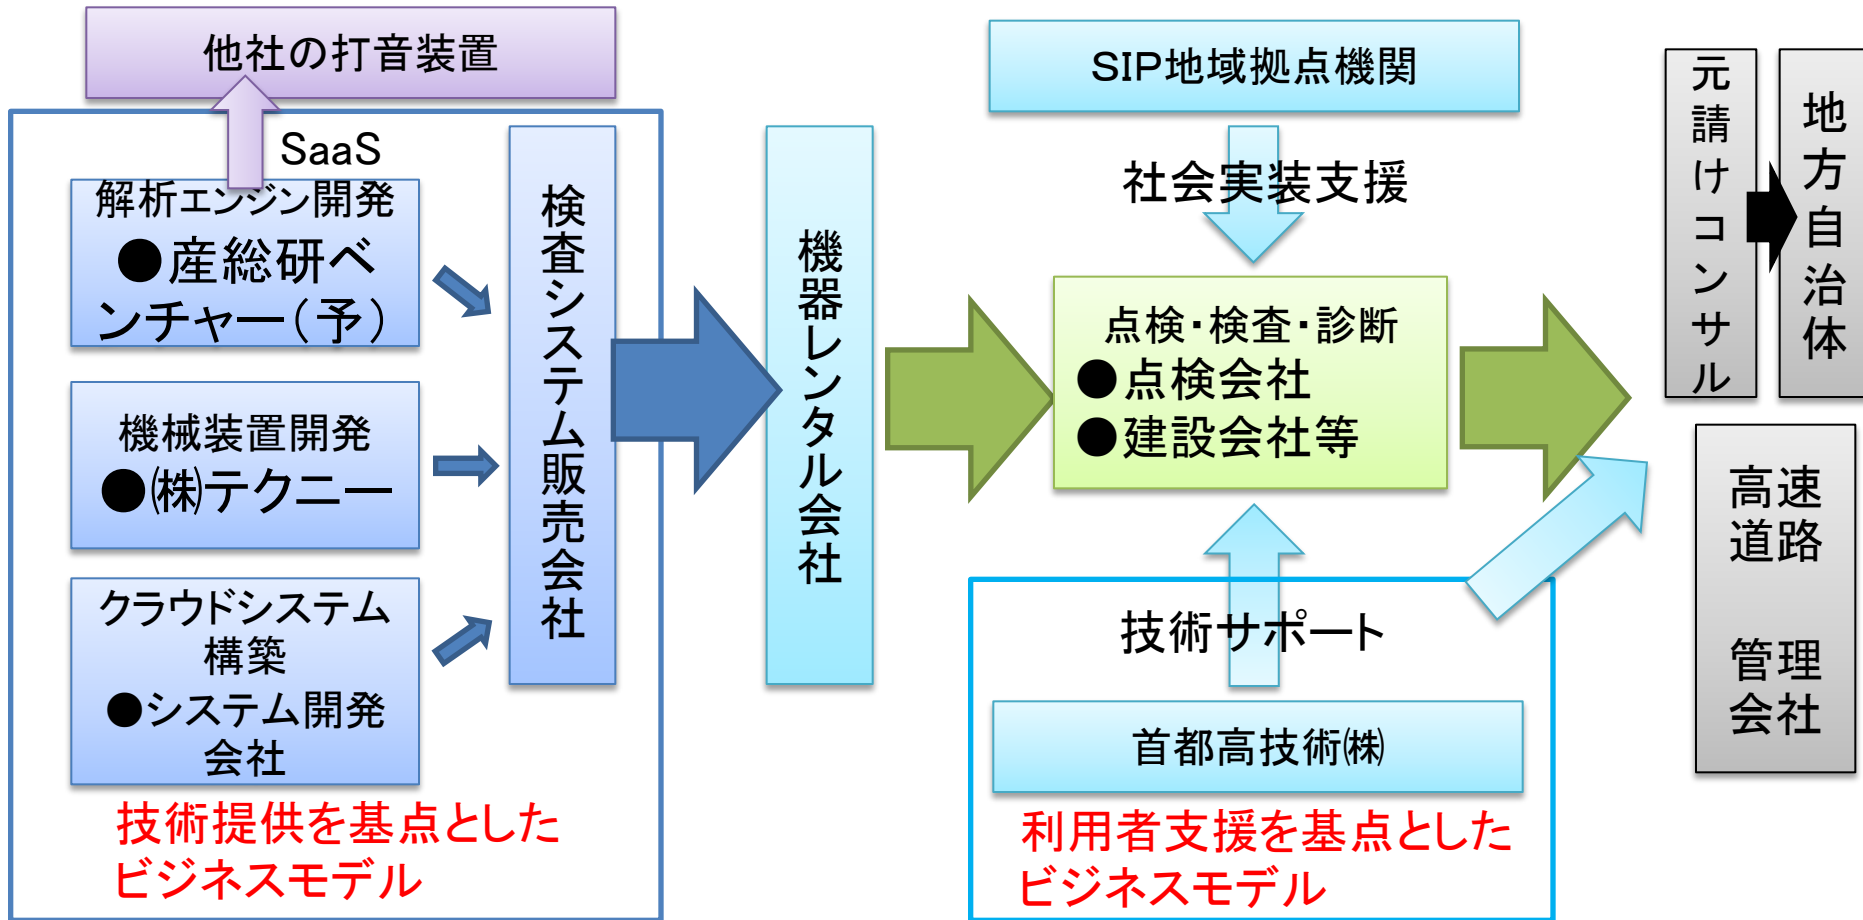 他社の打音装置
SaaS
解析エンジン開発
●産総研ベ
ンチャー(予)
機械装置開発
●㈱テクニー
クラウドシステム
構築
●システム開発
会社
検査システム販売会社
技術提供を基点とした
ビジネスモデル
機器レンタル会社
SIP地域拠点機関
社会実装支援
点検・検査・診断
●点検会社
●建設会社等
技術サポート
首都高技術㈱
利用者支援を基点とした
ビジネスモデル
元請けコンサル
地方自治体
高速
道路
管理
会社